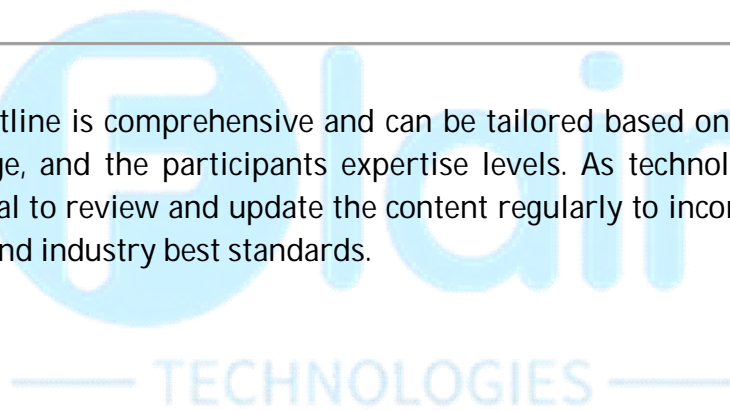 tline is comprehensive and can be tailored based on
ge, and the participants expertise levels. As technol
al to review and update the content regularly to incor
nd industry best standards.
Flair
TECHNOLOGIES